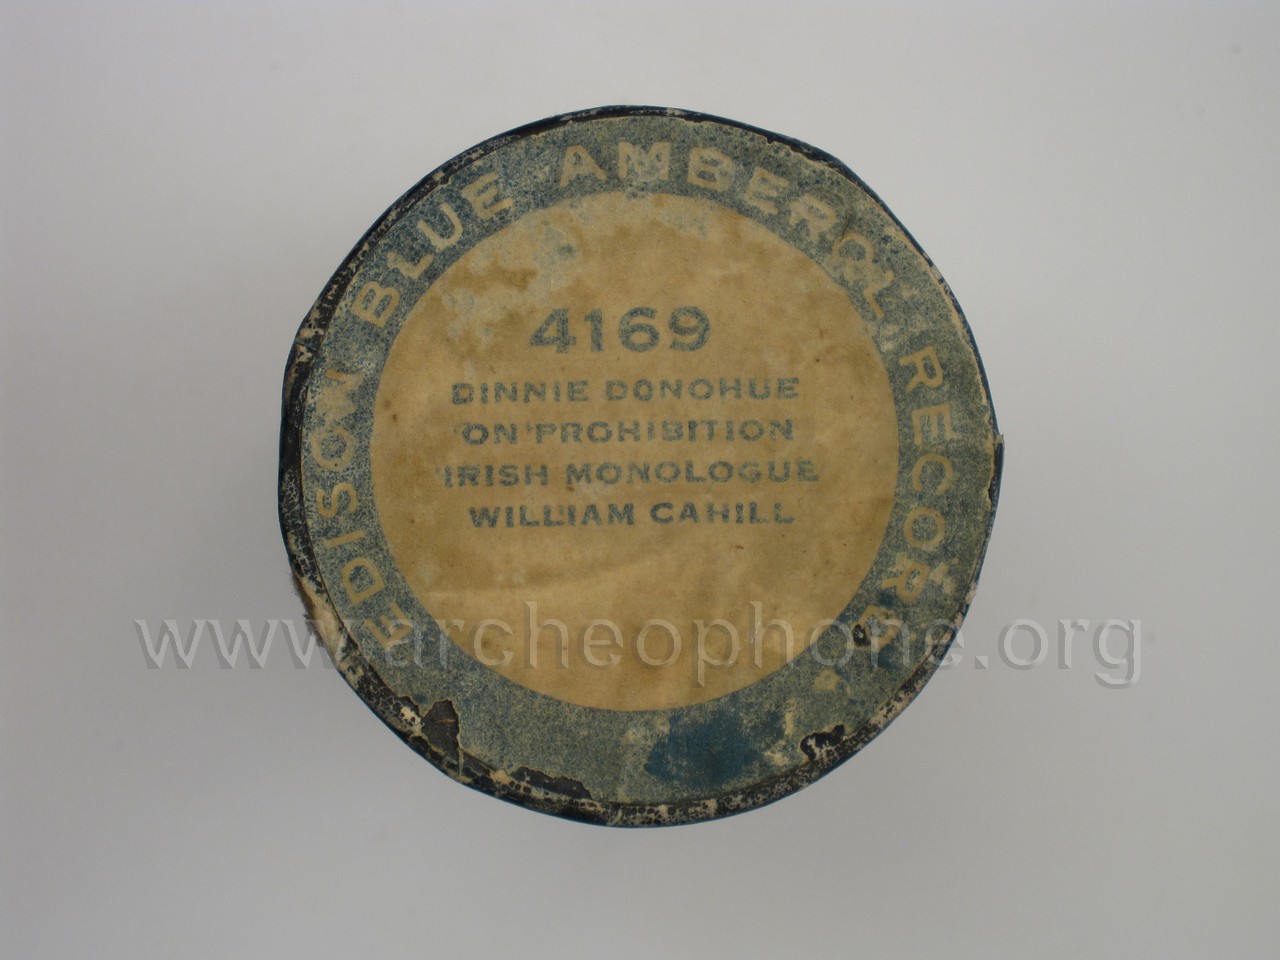 EDISON BLUE AMBEROL RECORD
4169
DINNIE DONOHUE
ON PROHIBITION
IRISH MONOLOGUE
WILLIAM CAHILL
www.archeophone.org